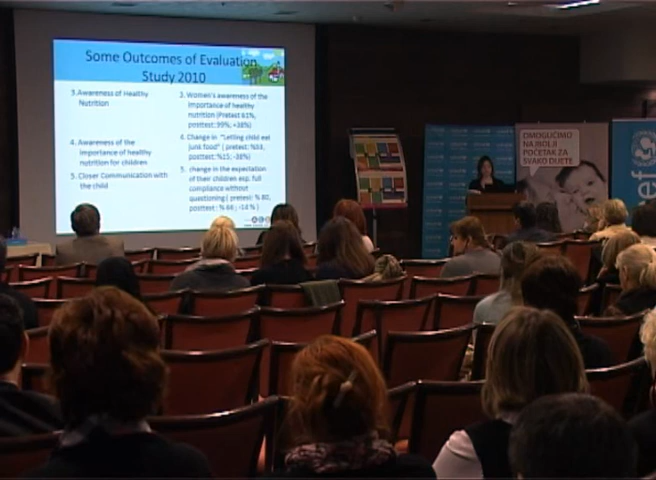 Some Outcomes of Evaluation
Study 2010
3.Awareness of Healthy
Nutrition
4. Awareness of the
importance of healthy
nutrition for children
5. Closer Communication with
the child
3. Women's awareness of the
importance of healthy
nutrition (Pretest 61%,
posttest: 99%, +38%)
4. Change in "Letting child eat
junk food" ( pretest: %53,
posttest: %15; -38%)
5. change in the expectation
of their children esp. full
compliance without
questioning ( pretest: % 80,
posttest: % 66 ; -14 % )
OMOGUĆIMO
NAJBOLJI
POČETAK ZA
SVAKO DIJETE
unicef